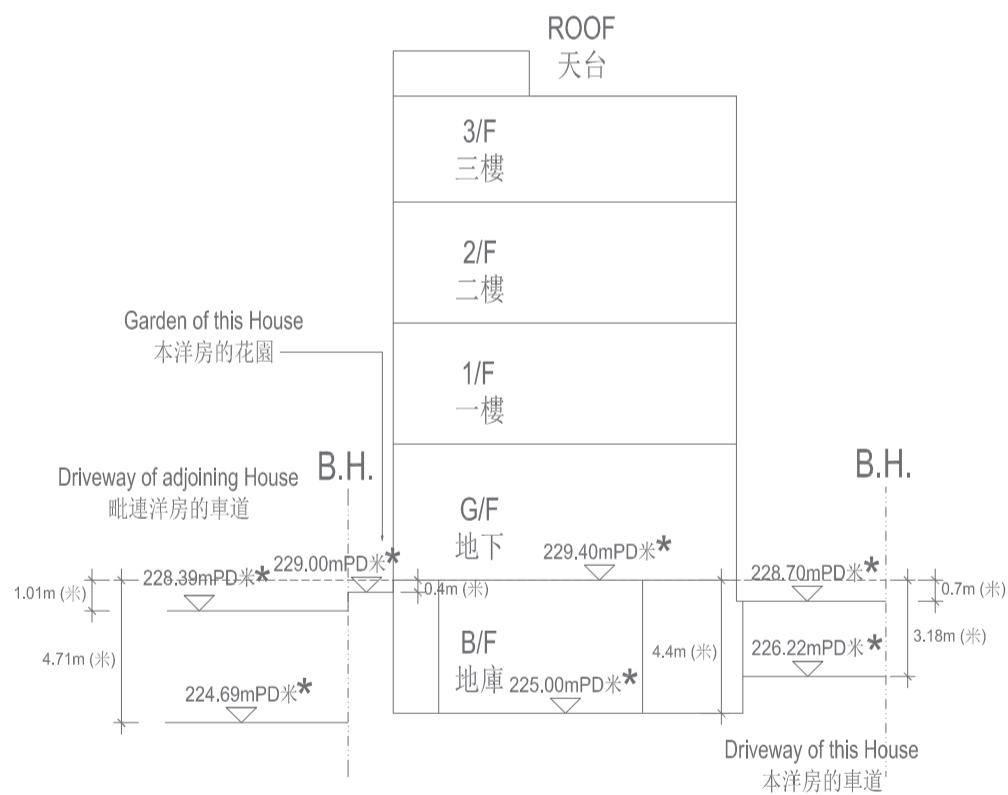 ROOF
天台
3/F
三樓
2/F
二樓
Garden of this House
本洋房的花園
1/F
一樓
Driveway of adjoining House
毗連洋房的車道
B.H.
B.H.
G/F
地下
229.40mPD米*
229.00mPD米*
228.39mPD米*
228.70mPD米*
1.01m (米)
0.4m (米)
0.7m (米)
3.18m (米)
4.71m (米)
B/F
地庫
4.4m (米)
226.22mPD米*
224.69mPD米*
225.00mPD米*
Driveway of this House
本洋房的車道